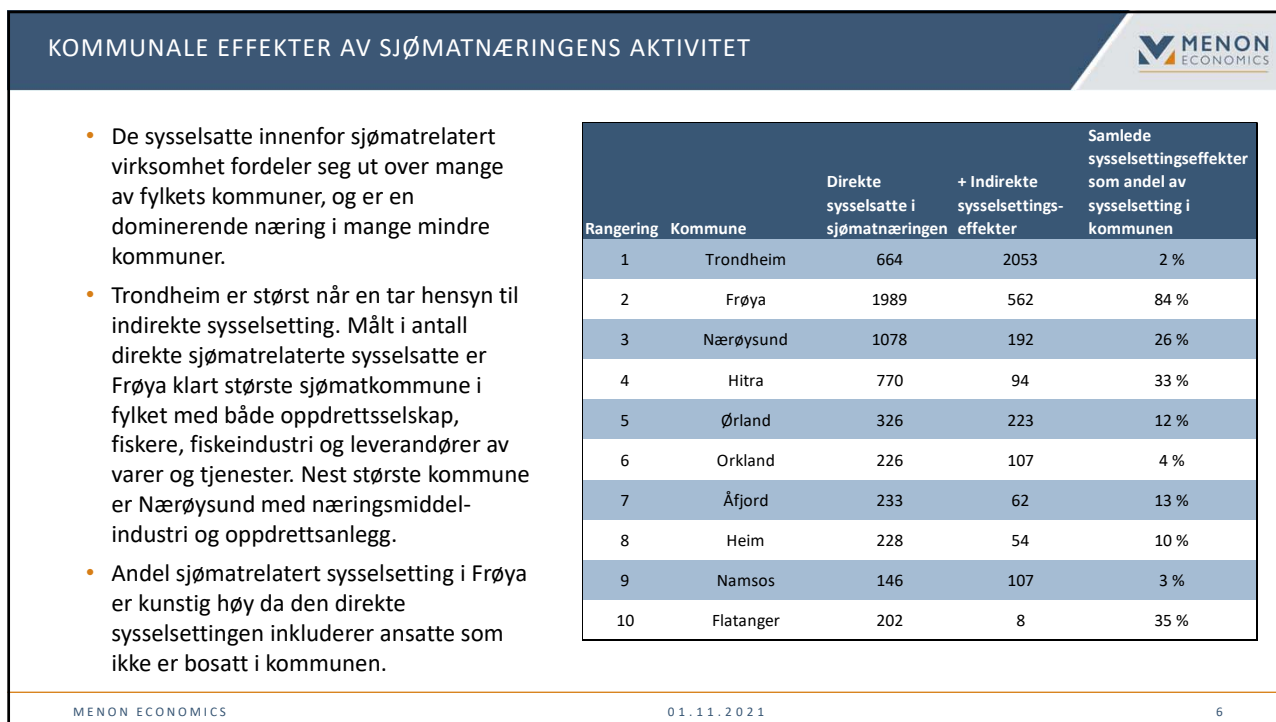 KOMMUNALE EFFEKTER AV SJØMATNÆRINGENS AKTIVITET
MENON
ECONOMICS
• De sysselsatte innenfor sjømatrelatert
virksomhet fordeler seg ut over mange
av fylkets kommuner, og er en
dominerende næring i mange mindre
kommuner.
• Trondheim er størst når en tar hensyn til
indirekte sysselsetting. Målt i antall
direkte sjømatrelaterte sysselsatte er
Frøya klart største sjømatkommune i
fylket med både oppdrettsselskap,
fiskere, fiskeindustri og leverandører av
varer og tjenester. Nest største kommune
er Nærøysund med næringsmiddel-
industri og oppdrettsanlegg.
• Andel sjømatrelatert sysselsetting i Frøya
er kunstig høy da den direkte
sysselsettingen inkluderer ansatte som
ikke er bosatt i kommunen.
Samlede
sysselsettingseffekter
Direkte + Indirekte som andel av
sysselsatte i sysselsettings- sysselsetting i
Rangering Kommune sjømatnæringen effekter kommunen
1 Trondheim 664 2053 2 %
2 Frøya 1989 562 84 %
3 Nærøysund 1078 192 26 %
4 Hitra 770 94 33 %
5 Ørland 326 223 12 %
6 Orkland 226 107 4 %
7 Åfjord 233 62 13 %
8 Heim 228 54 10 %
9 Namsos 146 107 3 %
10 Flatanger 202 8 35 %
MENON ECONOMICS 01.11.2021 6